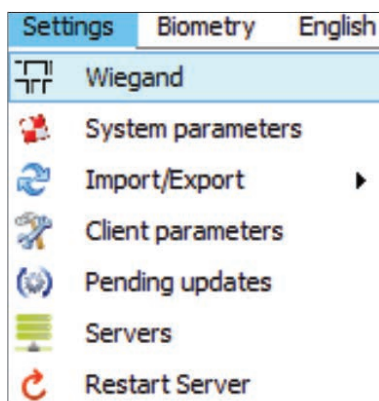 Settings Biometry English
Wiegand
System parameters
Import/Export
Client parameters
Pending updates
Servers
Restart Server